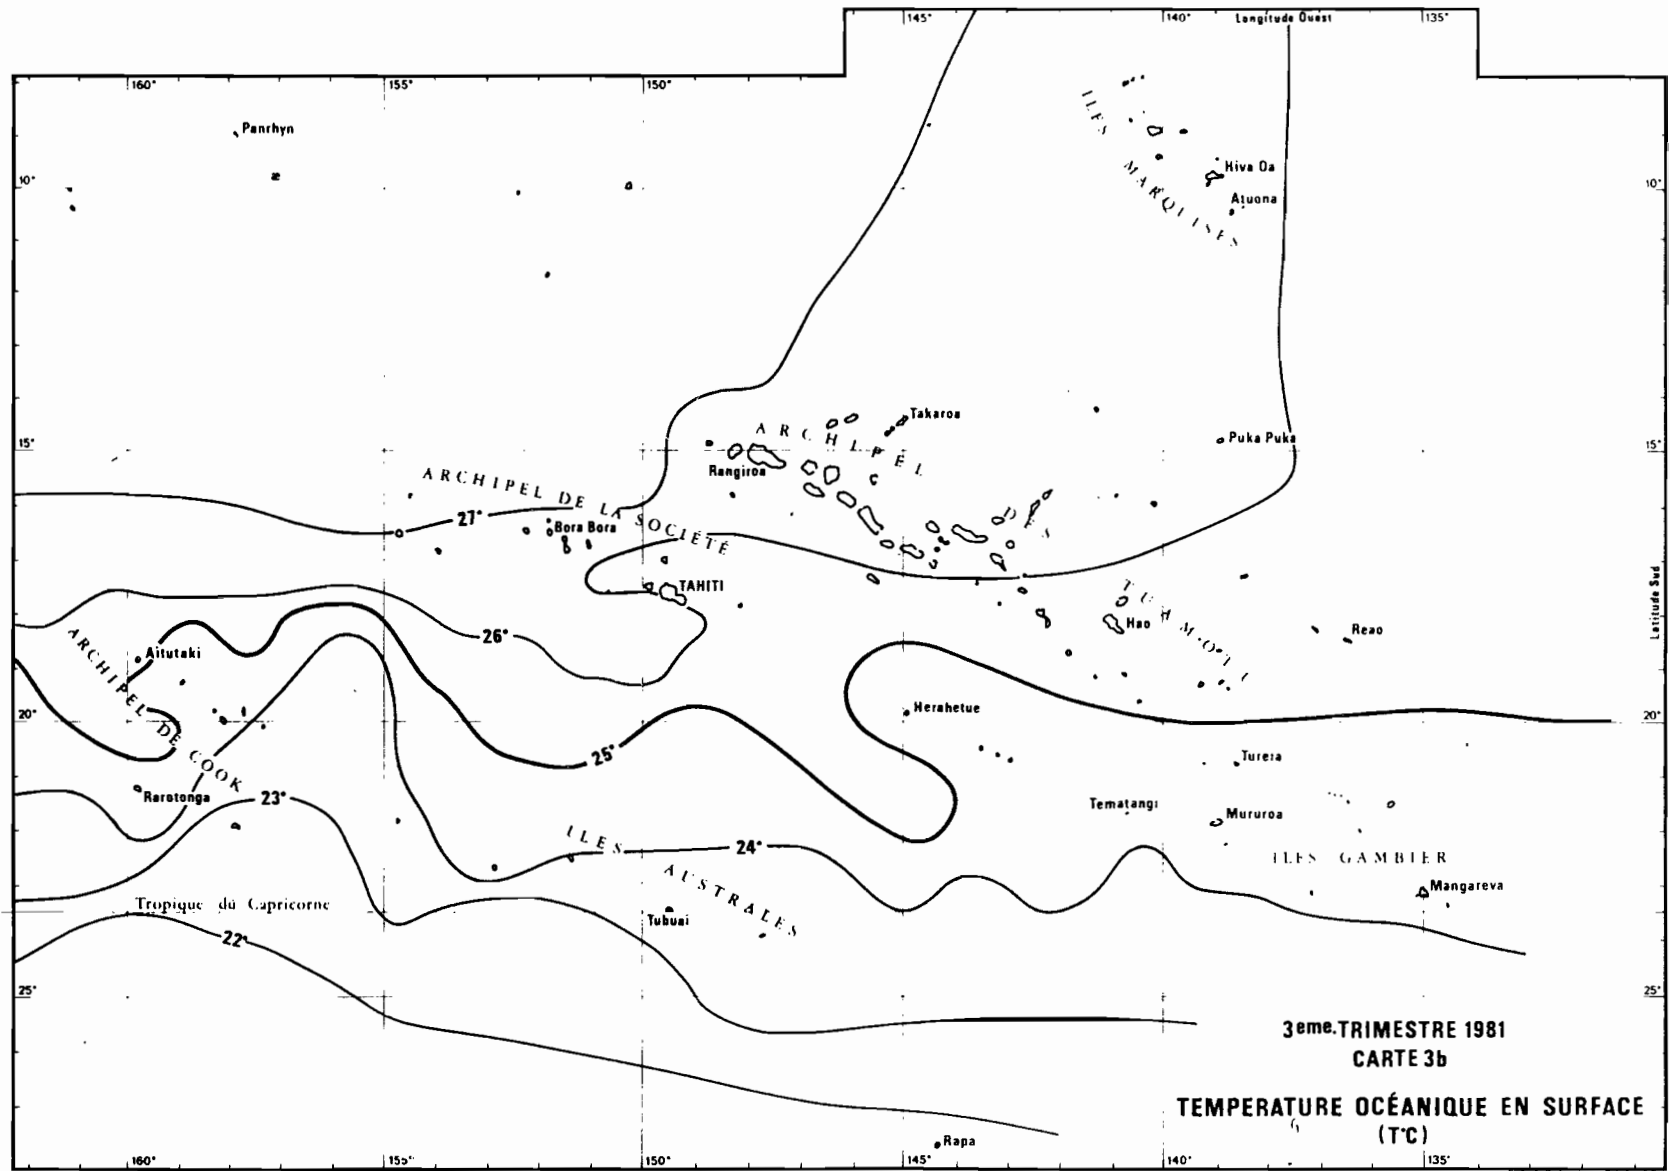 145°
140°
Longitude Ouest
135°
160°
155°
150°
Panrhyn
ILES MARQUISES
Hiva Oa
Atuona
10°
10°
Takaroa
ARCHIPEL
Puka Puka
15°
15°
Rangiroa
ARCHIPEL DE LA SOCIÉTÉ
27°
Bora Bora
DES
TAHITI
TUAMOTU
Hao
Reao
Latitude Sud
26°
Aitutaki
ARCHIPEL DE COOK
Herahetue
20°
20°
25°
Turera
Rarotonga
23°
Tematangi
Mururoa
ILES AUSTRALES
24°
ILES GAMBIER
Mangareva
Tropique du Capricorne
Tubuai
22°
25°
25°
3eme. TRIMESTRE 1981
CARTE 3b
TEMPERATURE OCÉANIQUE EN SURFACE
(T°C)
Rapa
160°
155°
150°
145°
140°
135°